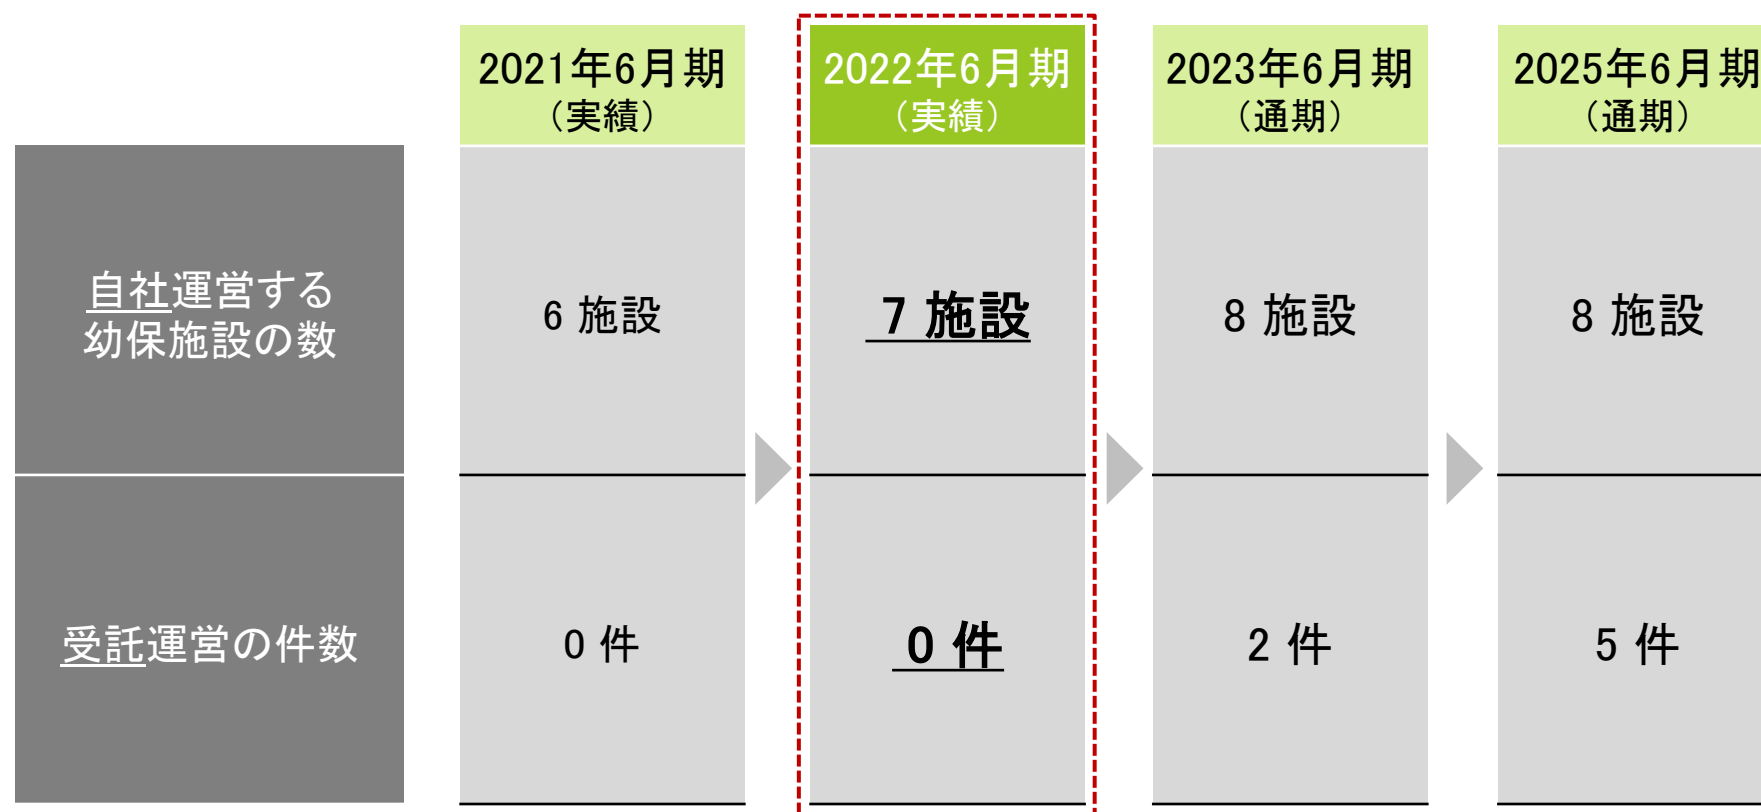 2021年6月期
（実績）
2022年6月期
（実績）
2023年6月期
（通期）
2025年6月期
（通期）
自社運営する
幼保施設の数
6 施設
7 施設
8 施設
8 施設
受託運営の件数
0 件
0 件
2 件
5 件